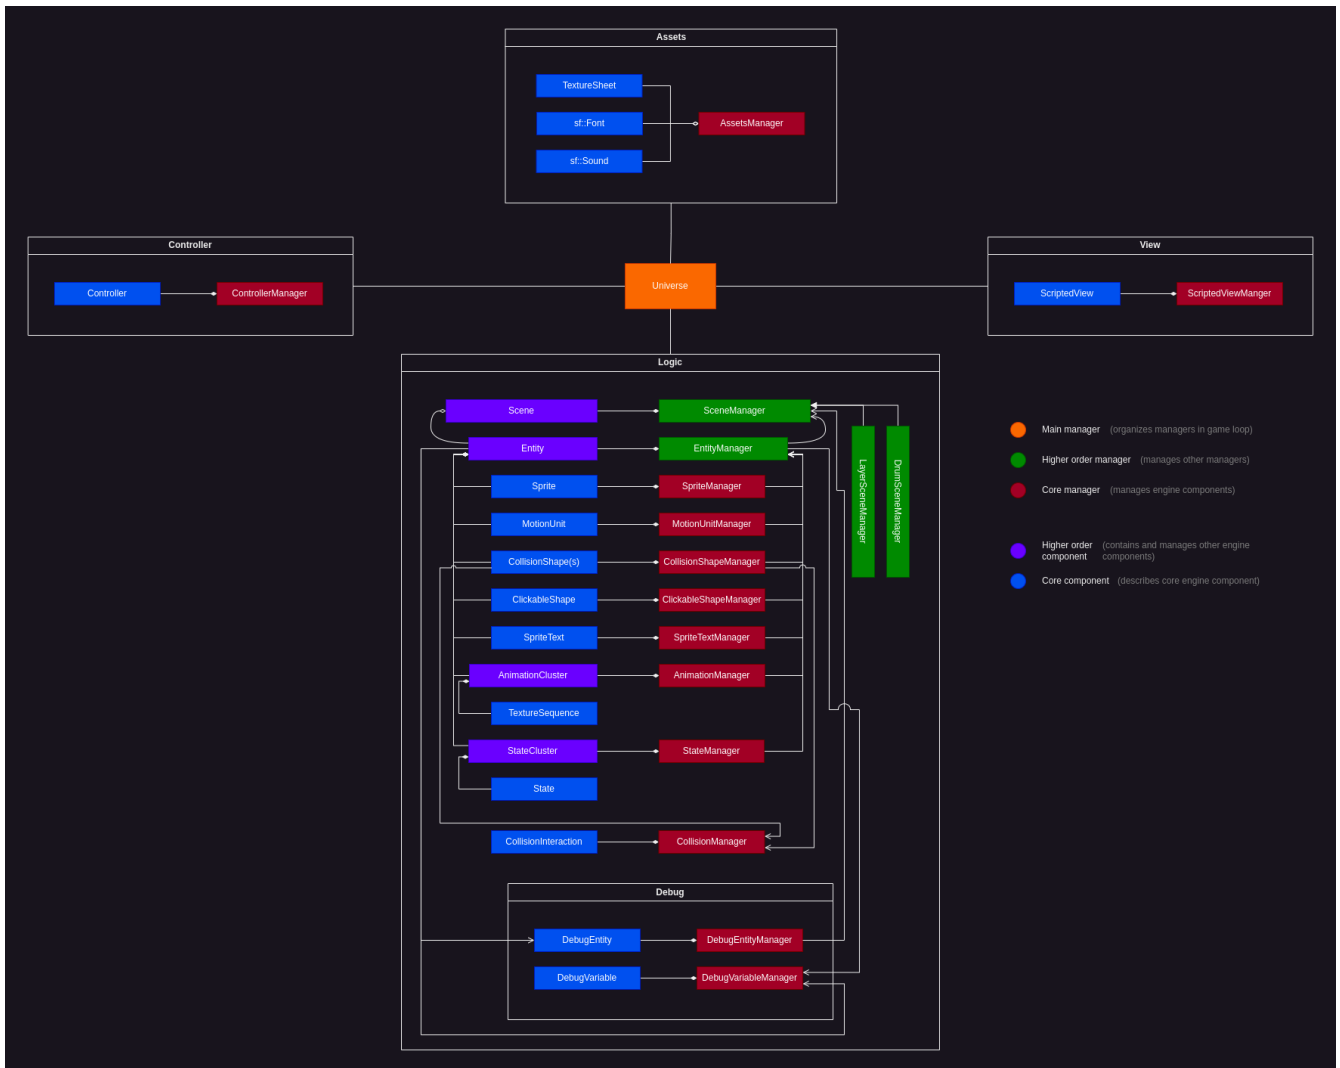 Assets
TextureSheet
sf::Font
AssetsManager
sf::Sound
Controller
Controller
ControllerManager
Universe
View
ScriptedView
ScriptedViewManger
Logic
Scene
SceneManager
Entity
EntityManager
Sprite
SpriteManager
MotionUnit
MotionUnitManager
CollisionShape(s)
CollisionShapeManager
ClickableShape
ClickableShapeManager
SpriteText
SpriteTextManager
AnimationCluster
AnimationManager
TextureSequence
StateCluster
StateManager
State
CollisionInteraction
CollisionManager
LayerSceneManager
DrumSceneManager
Debug
DebugEntity
DebugEntityManager
DebugVariable
DebugVariableManager
Main manager (organizes managers in game loop)
Higher order manager (manages other managers)
Core manager (manages engine components)
Higher order (contains and manages other engine
component components)
Core component (describes core engine component)